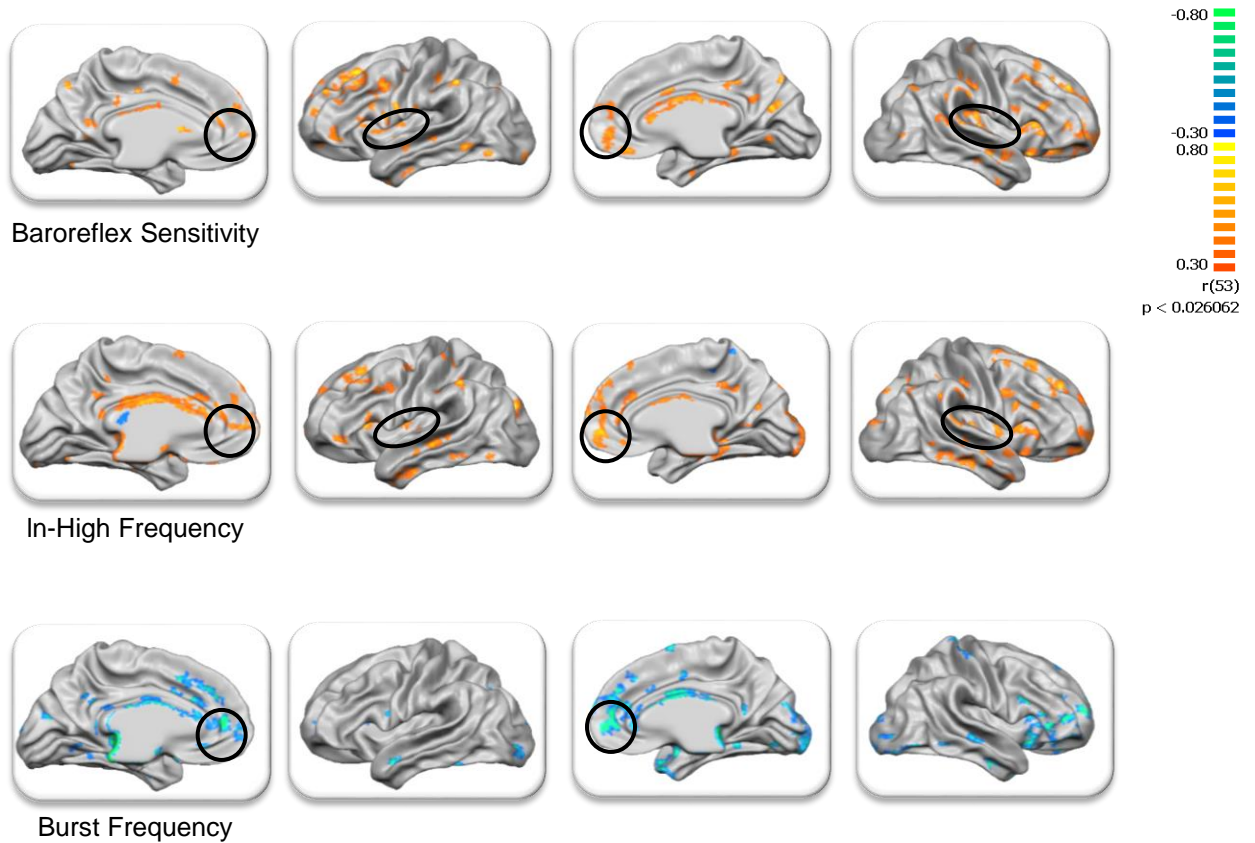 -0.80
-0.30
0.80
0.30
r(53)
p < 0.026062
Baroreflex Sensitivity
ln-High Frequency
Burst Frequency